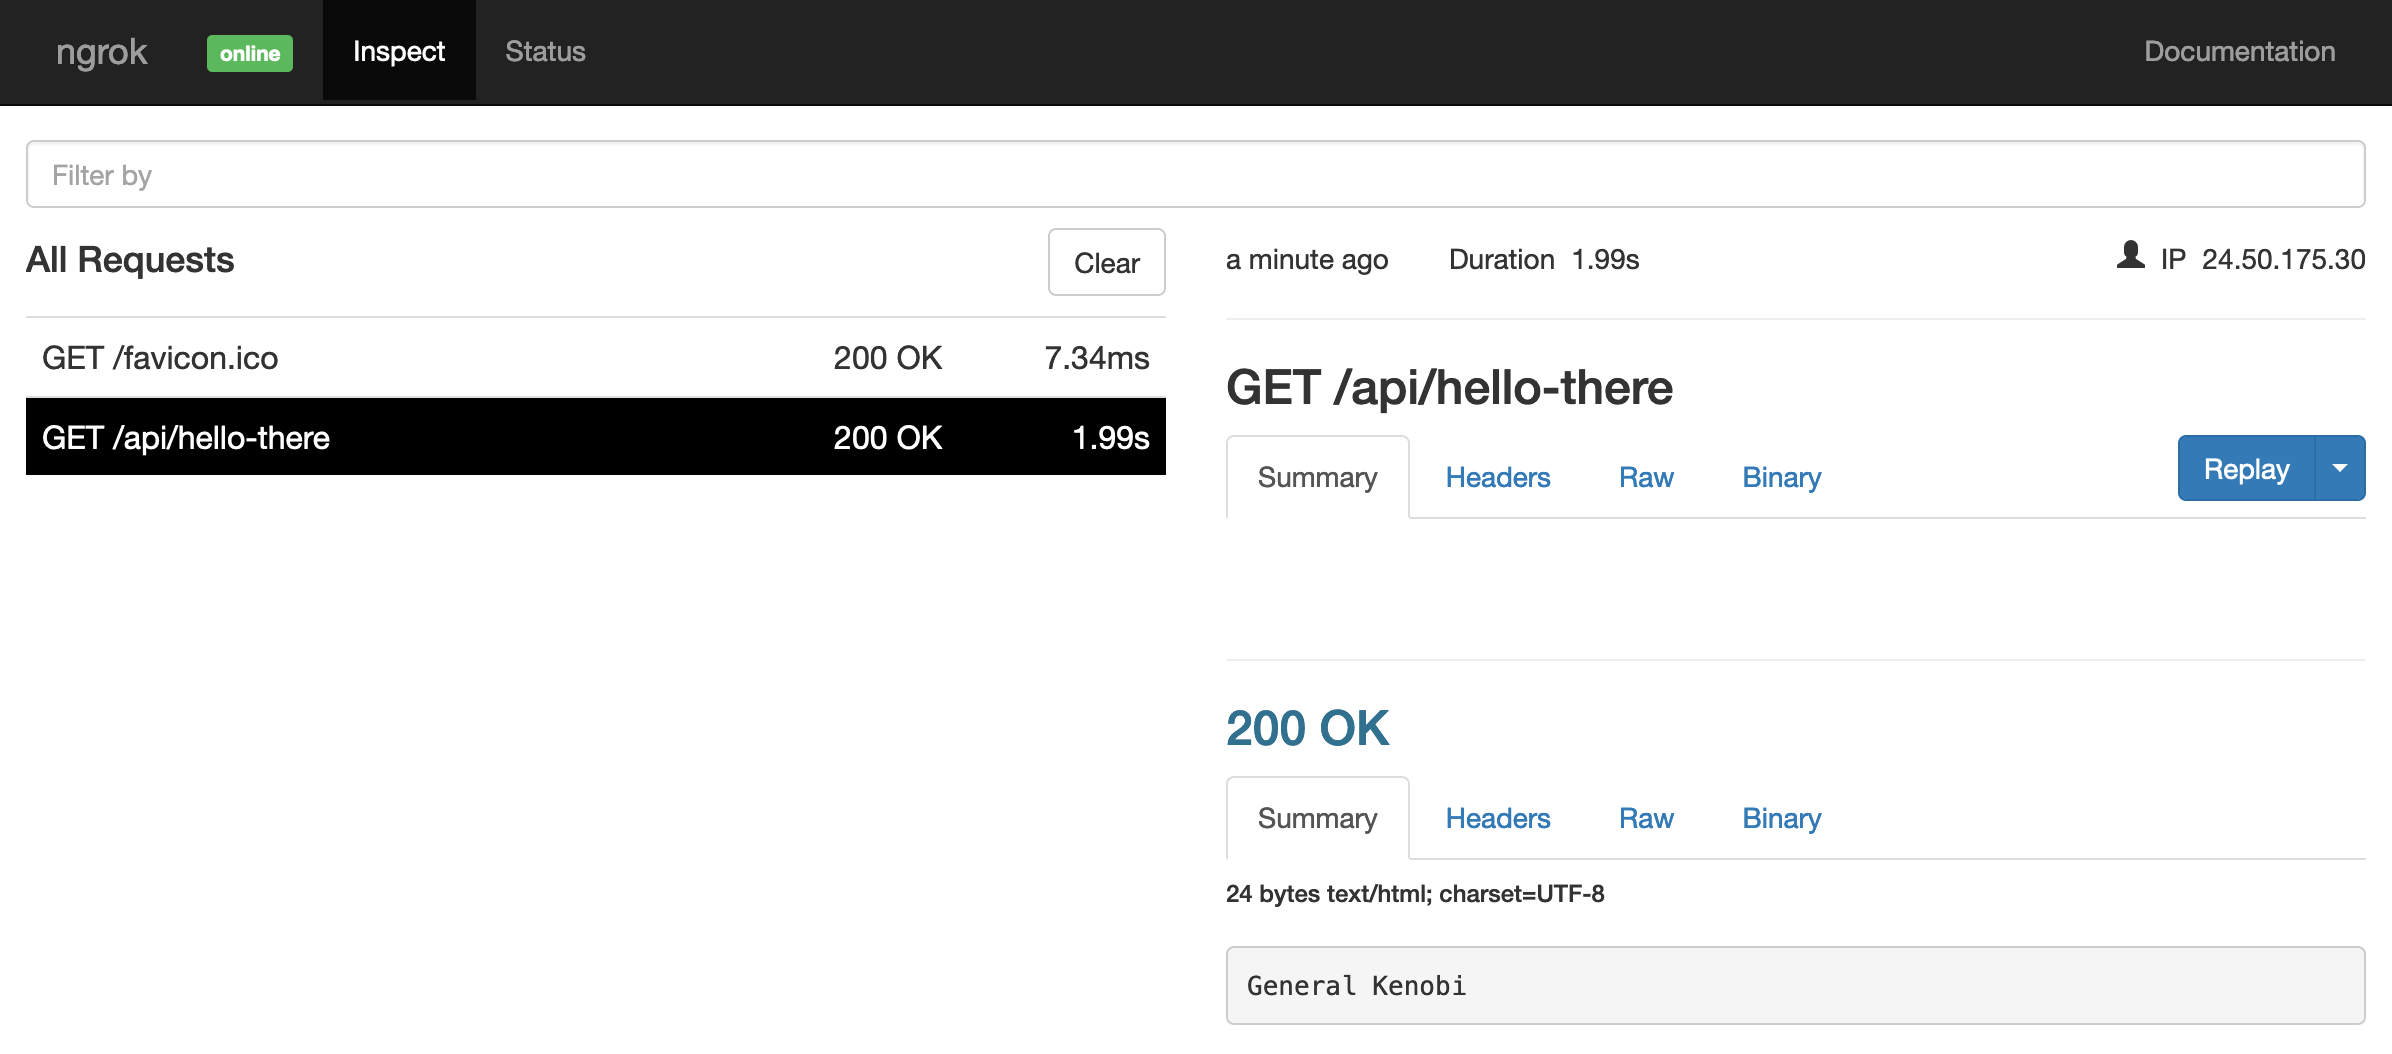 ngrok online Inspect Status Documentation
Filter by
All Requests Clear
GET /favicon.ico 200 OK 7.34ms
GET /api/hello-there 200 OK 1.99s
a minute ago Duration 1.99s IP 24.50.175.30
GET /api/hello-there
Summary Headers Raw Binary Replay
200 OK
Summary Headers Raw Binary
24 bytes text/html; charset=UTF-8
General Kenobi